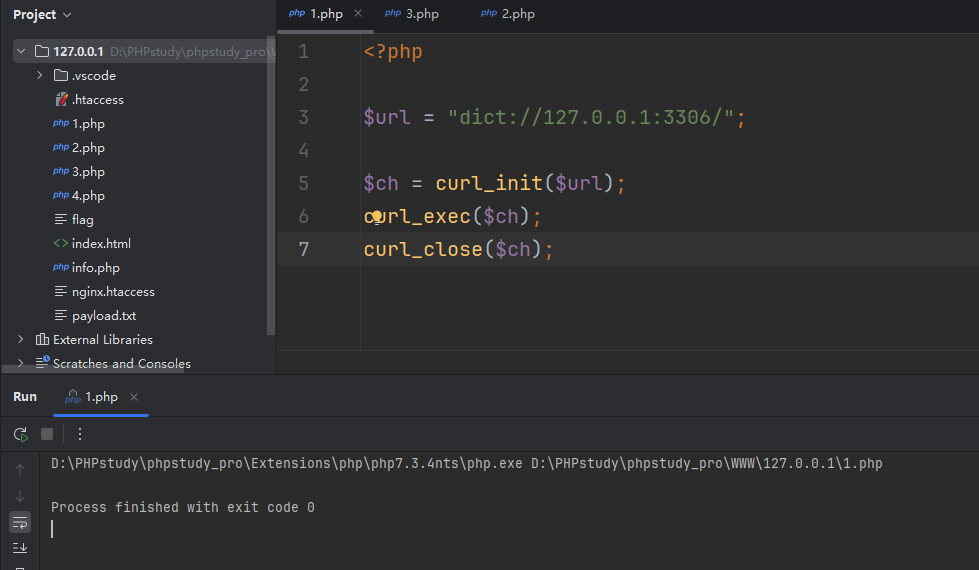 Project
php 1.php
php 3.php
php 2.php
127.0.0.1 D:\PHPstudy\phpstudy_pro\
.vscode
.htaccess
php 1.php
php 2.php
php 3.php
php 4.php
flag
<> index.html
php info.php
nginx.htaccess
payload.txt
External Libraries
Scratches and Consoles
1 <?php
2
3 $url = "dict://127.0.0.1:3306/";
4
5 $ch = curl_init($url);
6 curl_exec($ch);
7 curl_close($ch);
Run
php 1.php
D:\PHPstudy\phpstudy_pro\Extensions\php\php7.3.4nts\php.exe D:\PHPstudy\phpstudy_pro\WWW\127.0.0.1\1.php
Process finished with exit code 0